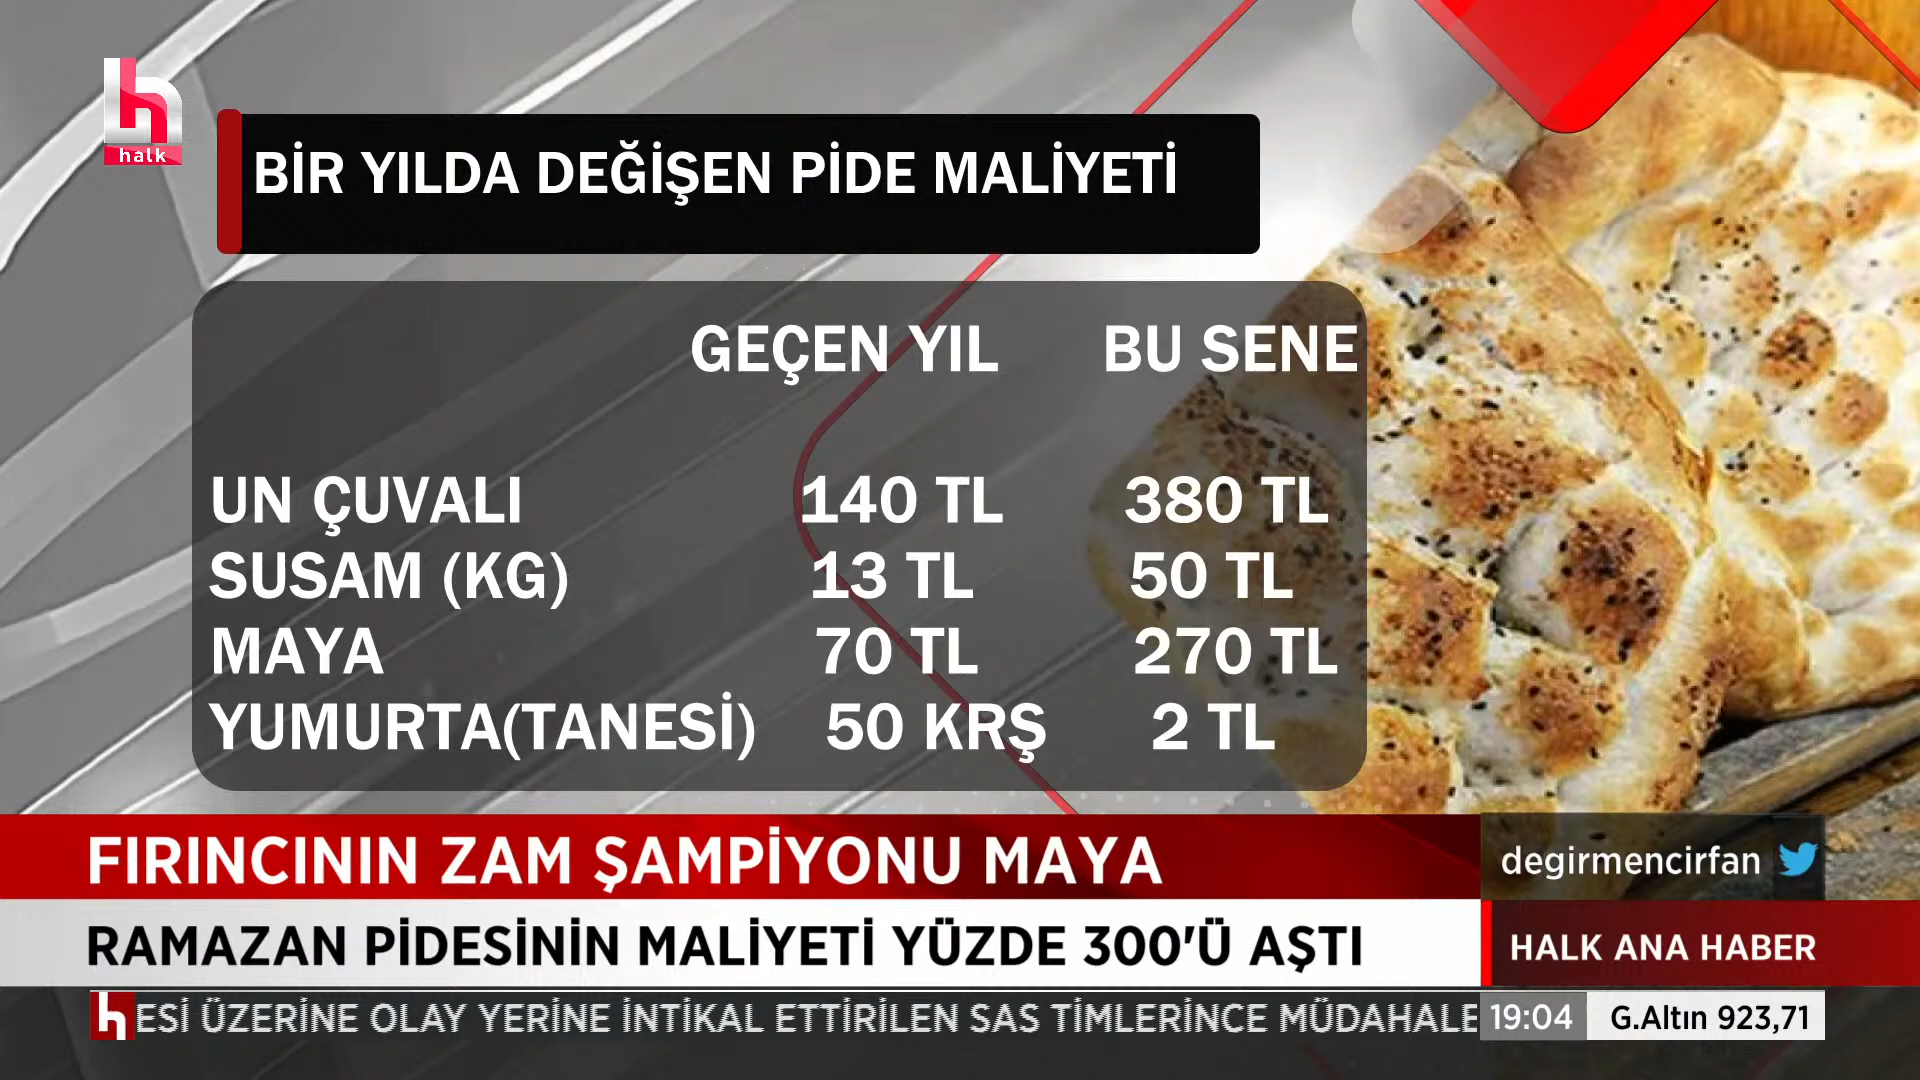 halk
BİR YILDA DEĞİŞEN PİDE MALİYETİ
GEÇEN YIL BU SENE
UN ÇUVALI 140 TL 380 TL
SUSAM (KG) 13 TL 50 TL
MAYA 70 TL 270 TL
YUMURTA(TANESİ) 50 KRŞ 2 TL
FIRINCININ ZAM ŞAMPİYONU MAYA
degirmencirfan
RAMAZAN PİDESİNİN MALİYETİ YÜZDE 300'Ü AŞTI
HALK ANA HABER
ESİ ÜZERİNE OLAY YERİNE İNTİKAL ETTİRİLEN SAS TİMLERİNCE MÜDAHALE
19:04 G.Altın 923,71